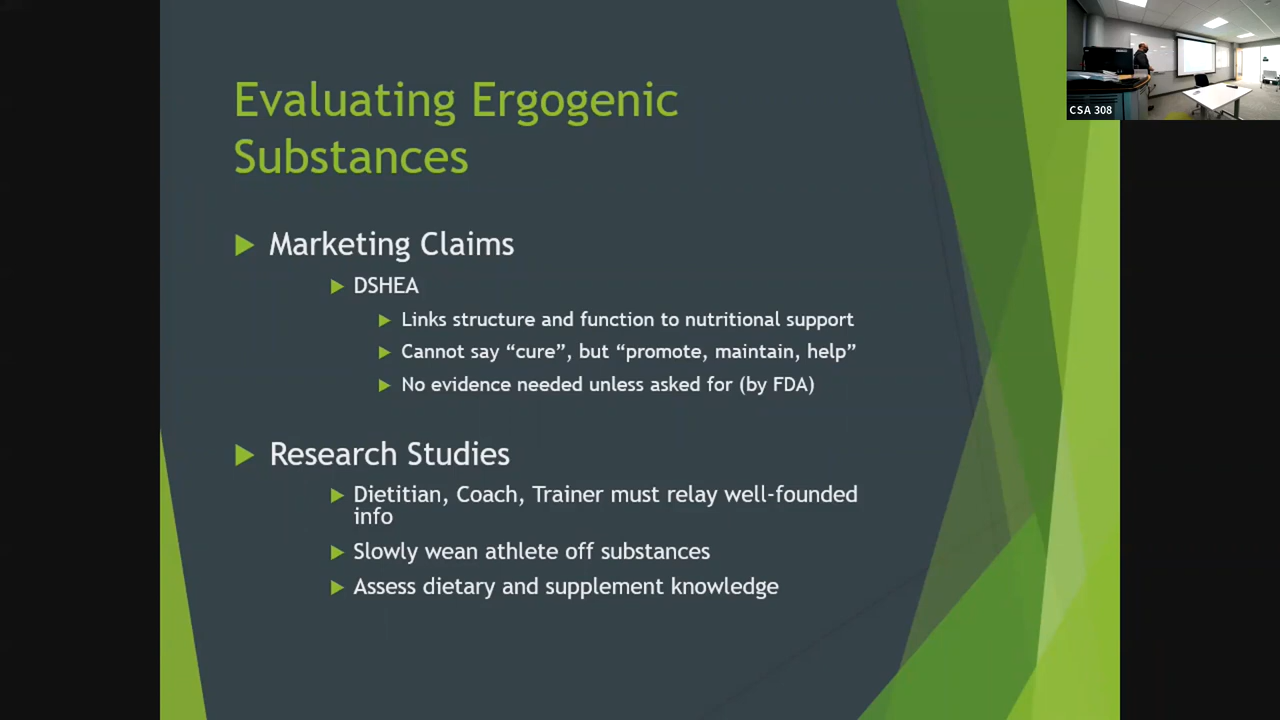 Evaluating Ergogenic
Substances
Marketing Claims
DSHEA
Links structure and function to nutritional support
Cannot say “cure”, but “promote, maintain, help”
No evidence needed unless asked for (by FDA)
Research Studies
Dietitian, Coach, Trainer must relay well-founded
info
Slowly wean athlete off substances
Assess dietary and supplement knowledge
CSA 308